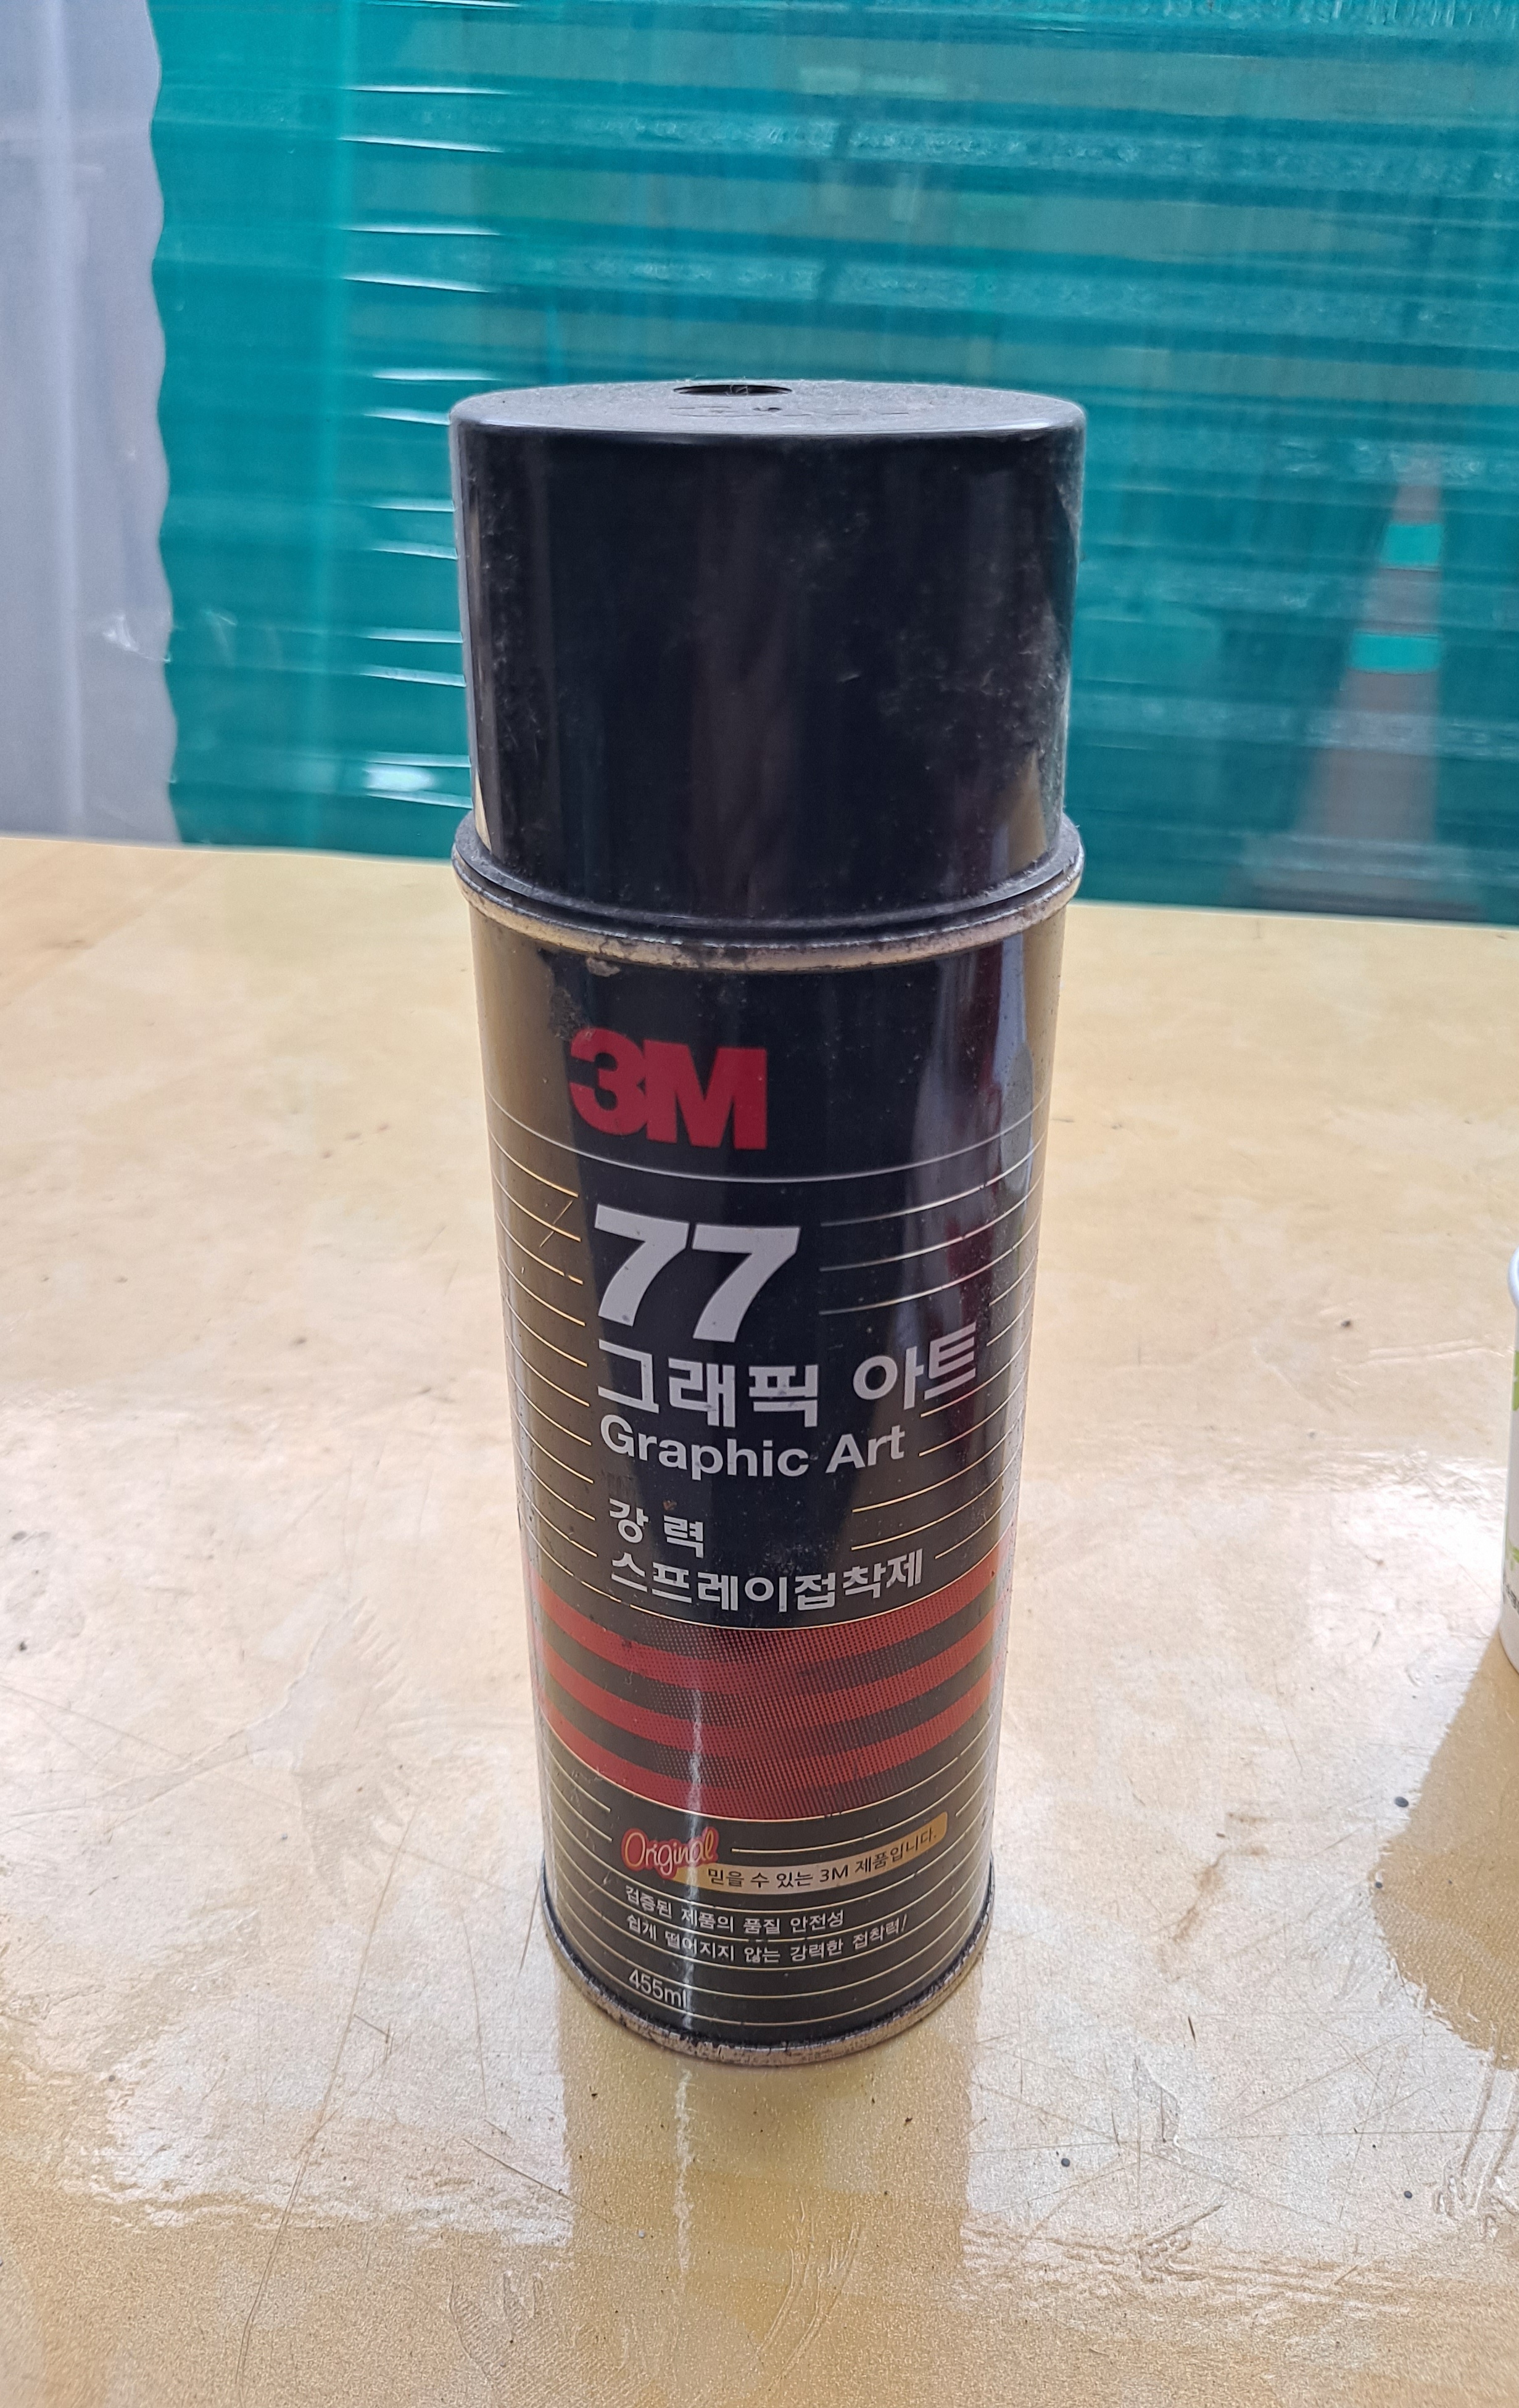 3M
77
그래픽 아트
Graphic Art
강력
스프레이접착제
Original
믿을 수 있는 3M 제품입니다.
검증된 제품의 품질 안전성
쉽게 떨어지지 않는 강력한 접착력!
455ml